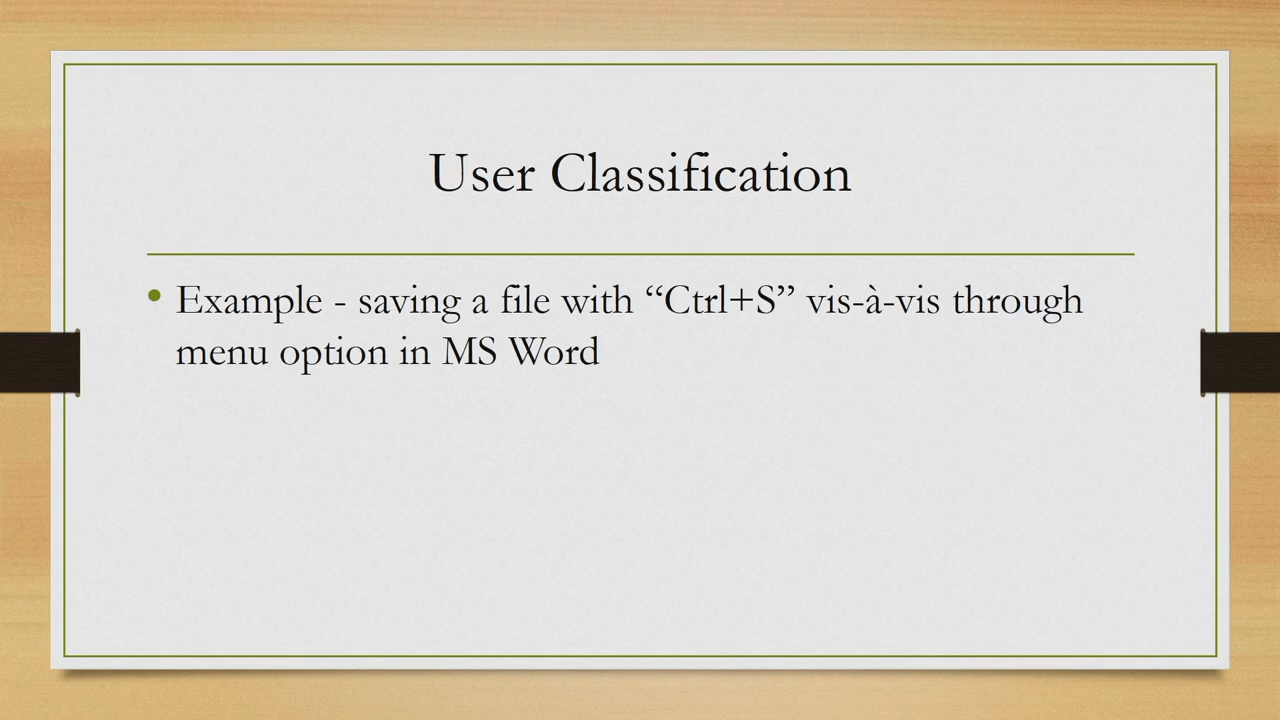 User Classification
• Example - saving a file with “Ctrl+S” vis-à-vis through
menu option in MS Word